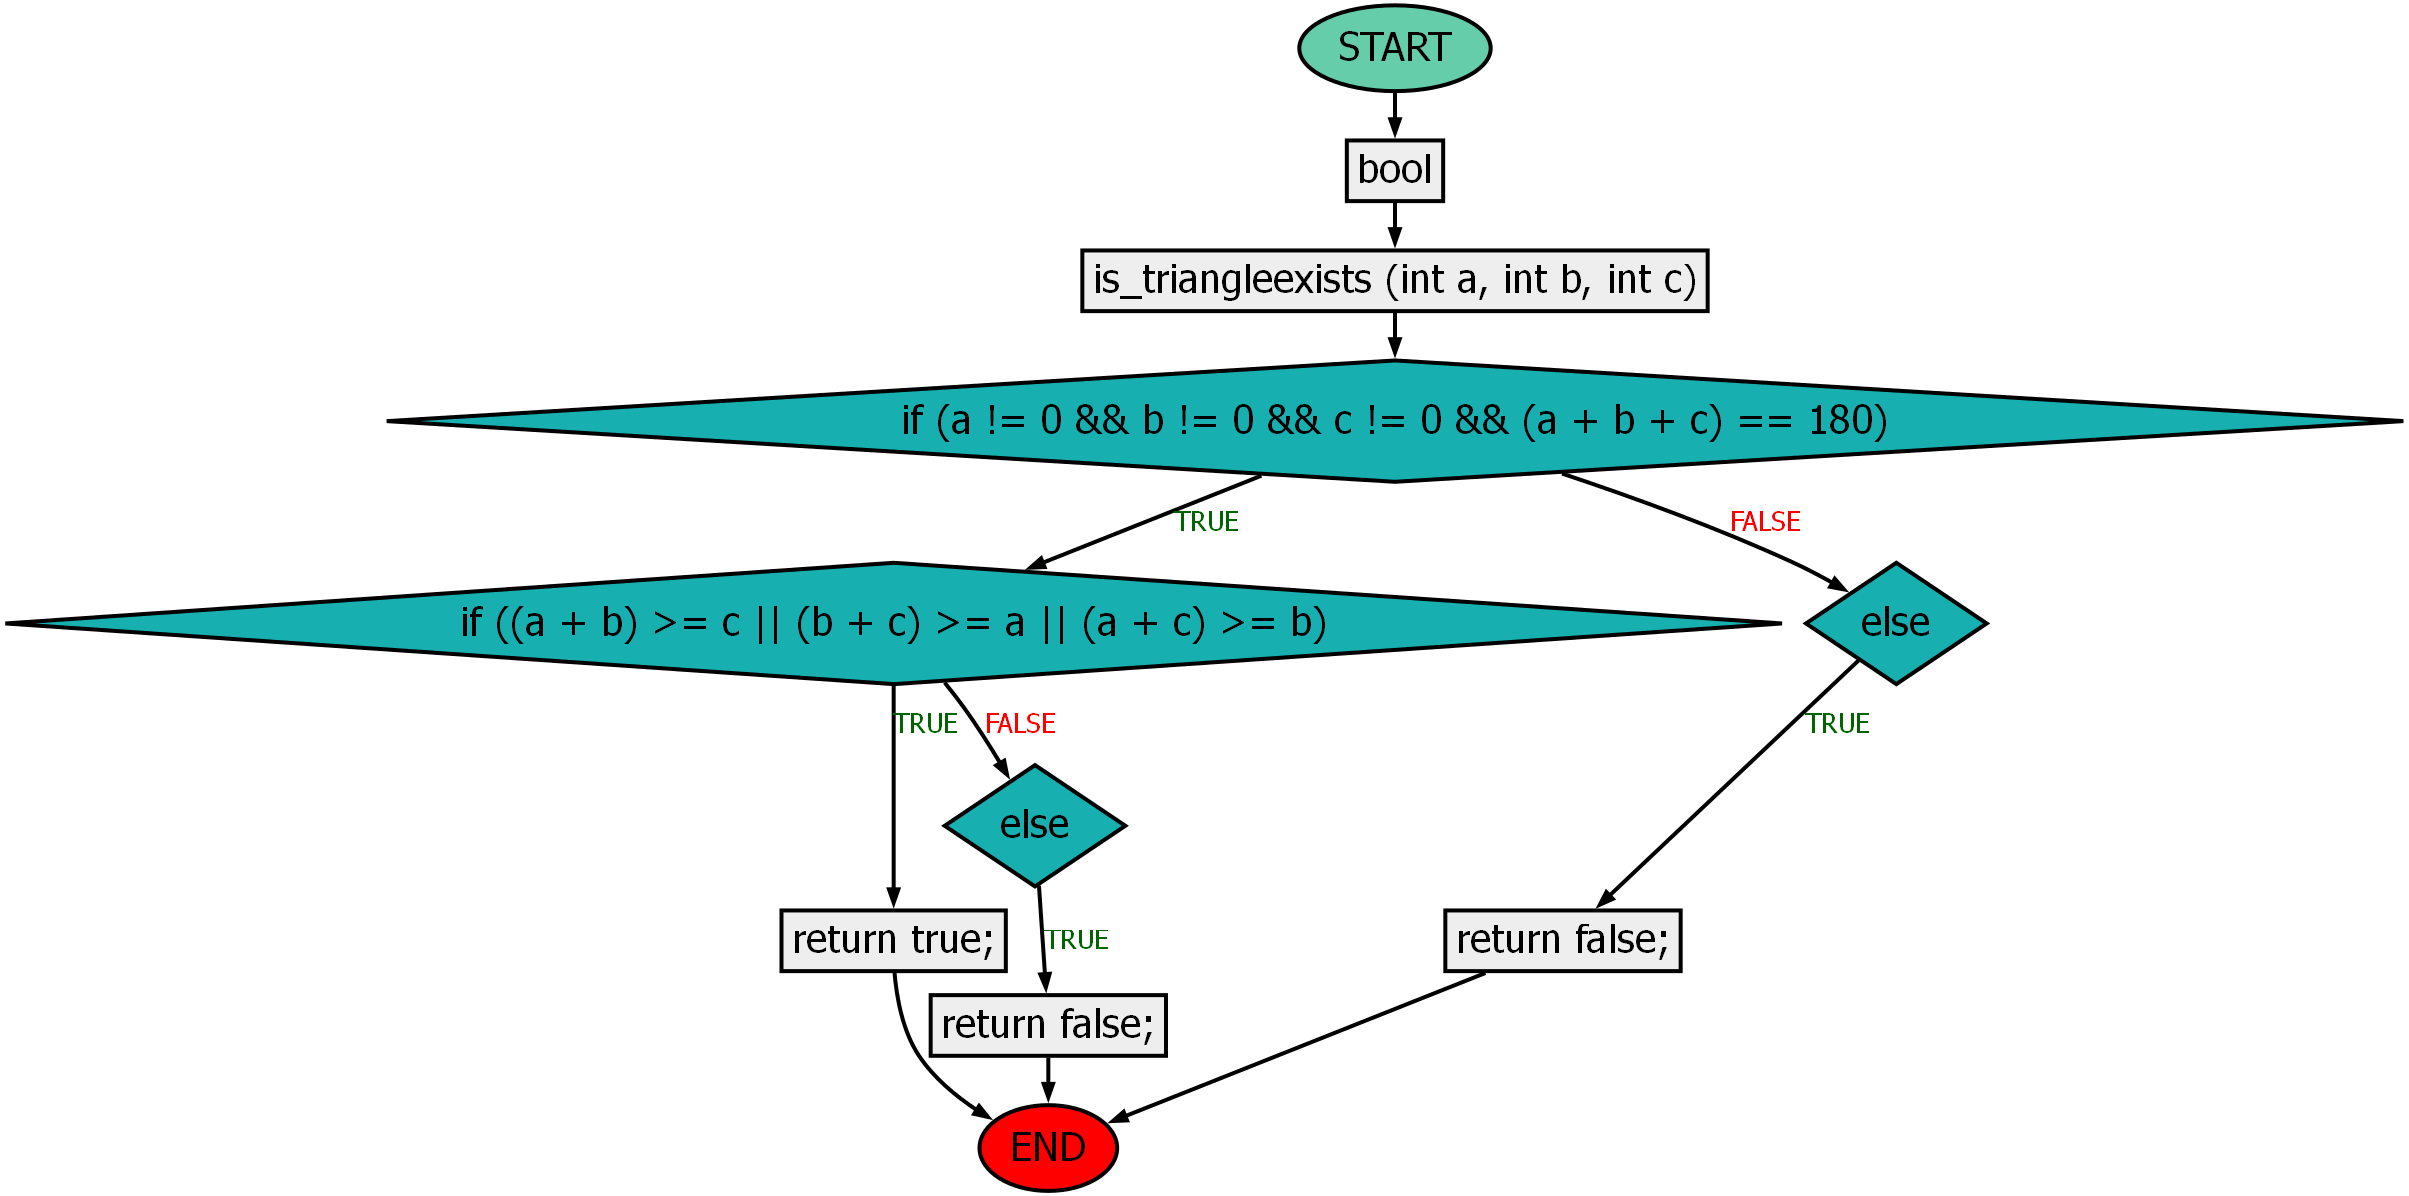 START
bool
is_triangleexists (int a, int b, int c)
if (a != 0 && b != 0 && c != 0 && (a + b + c) == 180)
TRUE
FALSE
if ((a + b) >= c || (b + c) >= a || (a + c) >= b)
else
TRUE
FALSE
TRUE
else
return true;
TRUE
return false;
return false;
END